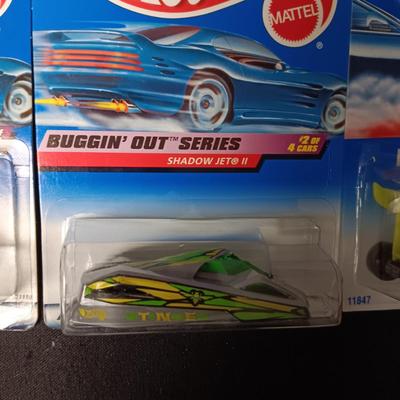 MATTEL
BUGGIN' OUT™ SERIES
SHADOW JET® II
#2 OF
4 CARS
T·N·E
11847